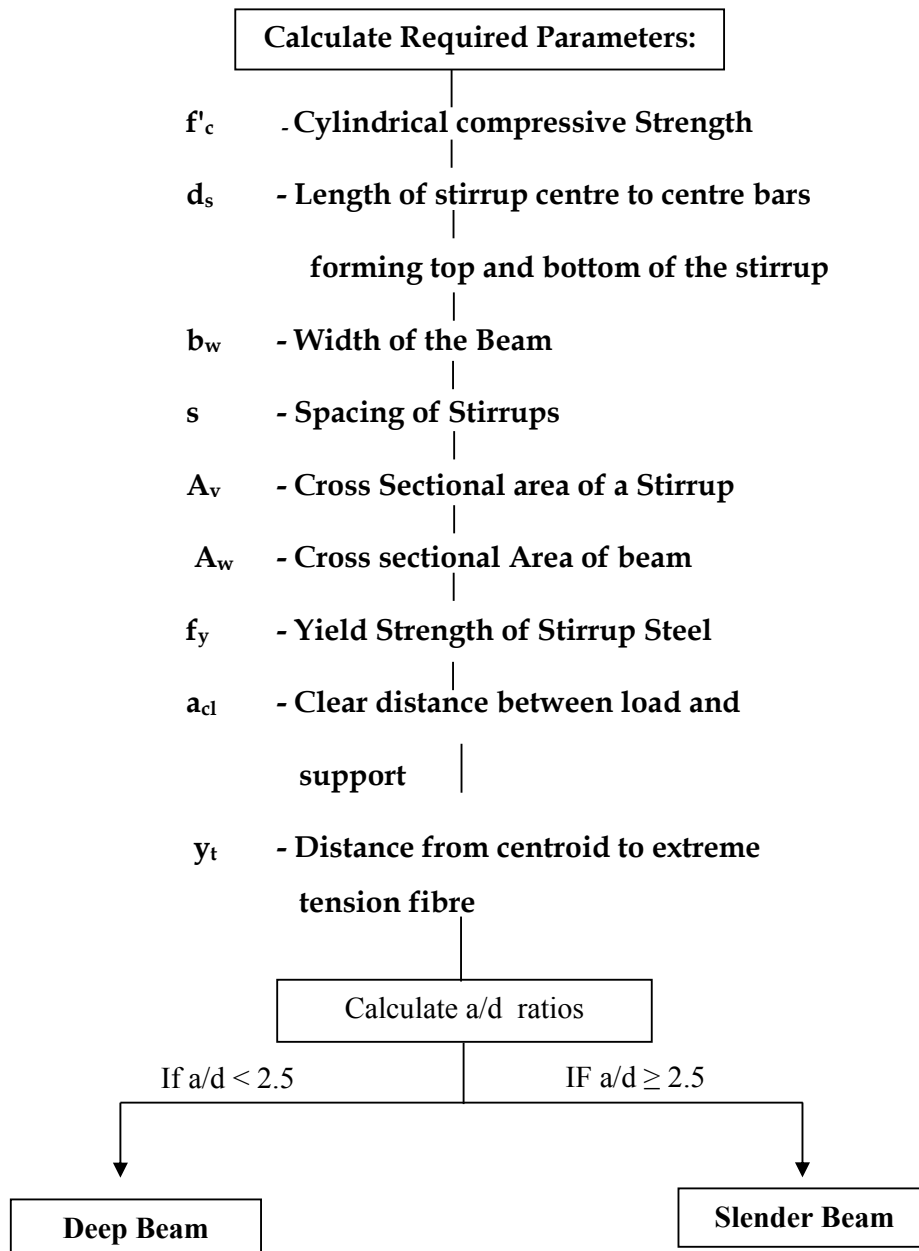 Calculate Required Parameters:
f'c - Cylindrical compressive Strength
ds - Length of stirrup centre to centre bars
forming top and bottom of the stirrup
bw - Width of the Beam
s - Spacing of Stirrups
Av - Cross Sectional area of a Stirrup
Aw - Cross sectional Area of beam
fy - Yield Strength of Stirrup Steel
acl - Clear distance between load and
support
yt - Distance from centroid to extreme
tension fibre
Calculate a/d ratios
If a/d < 2.5 IF a/d ≥ 2.5
Deep Beam Slender Beam